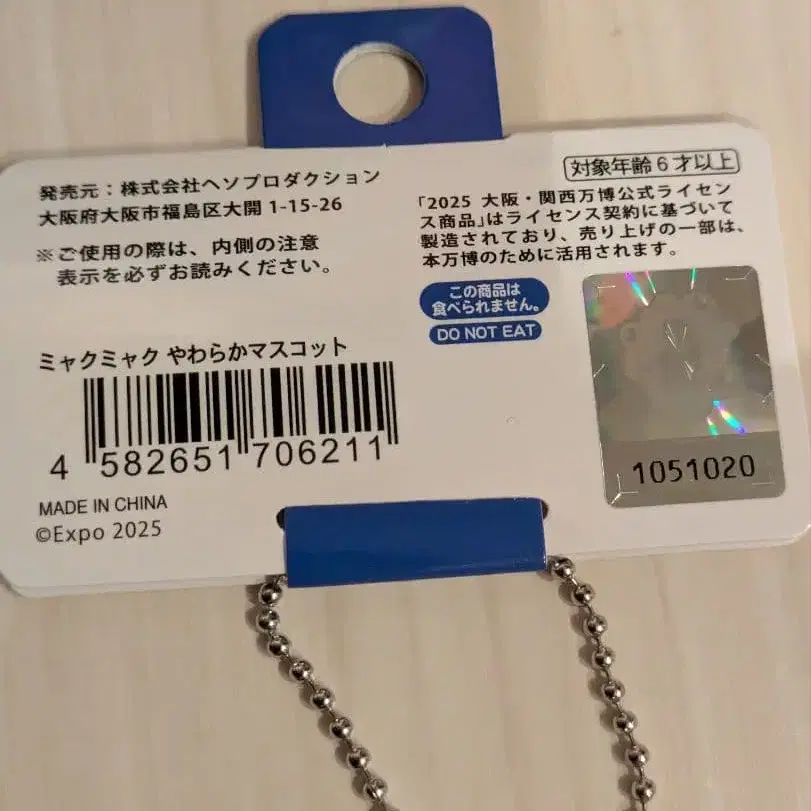 発売元：株式会社ヘソプロダクション
大阪府大阪市福島区大開 1-15-26
※ご使用の際は、内側の注意
表示を必ずお読みください。
対象年齢6才以上
「2025 大阪・関西万博公式ライセン
ス商品」はライセンス契約に基づいて
製造されており、売り上げの一部は、
本万博のために活用されます。
この商品は
食べられません。
DO NOT EAT
ミャクミャク やわらかマスコット
4 582651 706211
1051020
MADE IN CHINA
©Expo 2025